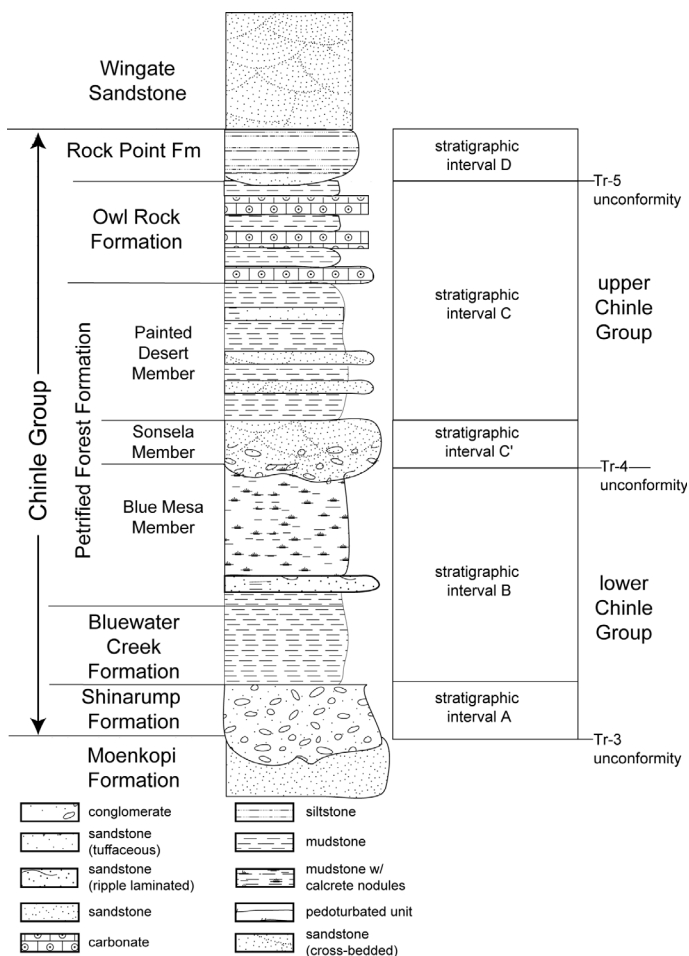 Wingate
Sandstone
Rock Point Fm
stratigraphic
interval D
Tr-5
unconformity
Owl Rock
Formation
stratigraphic
interval C
upper
Chinle
Group
Painted
Desert
Member
Petrified Forest Formation
Chinle Group
Sonsela
Member
stratigraphic
interval C'
Tr-4
unconformity
Blue Mesa
Member
stratigraphic
interval B
lower
Chinle
Group
Bluewater
Creek
Formation
Shinarump
Formation
stratigraphic
interval A
Tr-3
unconformity
Moenkopi
Formation
conglomerate
sandstone
(tuffaceous)
sandstone
(ripple laminated)
sandstone
carbonate
siltstone
mudstone
mudstone w/
calcrete nodules
pedoturbated unit
sandstone
(cross-bedded)